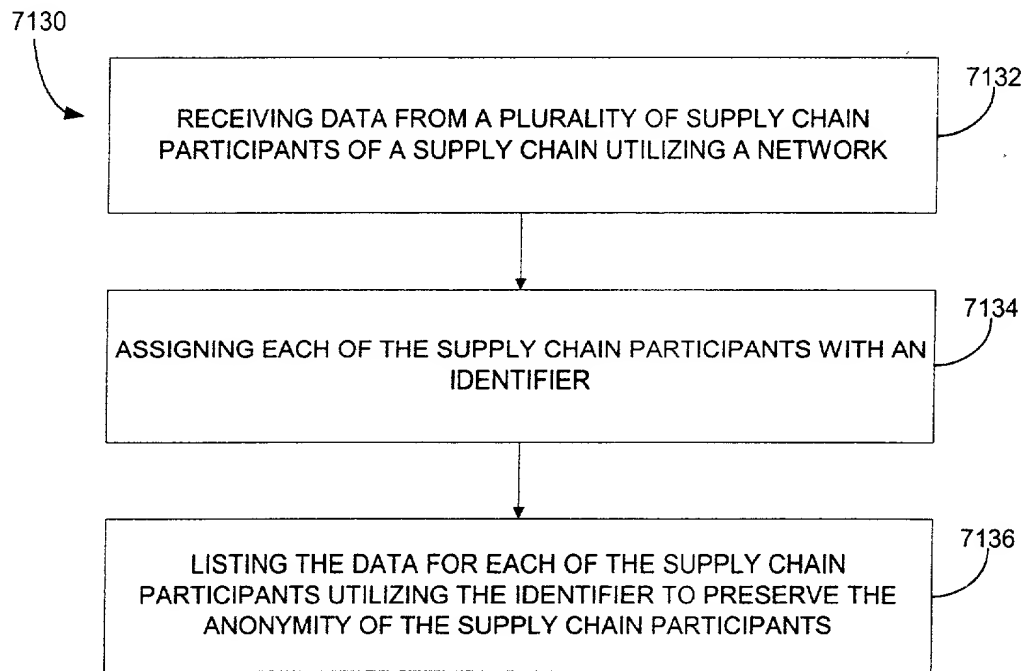 7130
7132
RECEIVING DATA FROM A PLURALITY OF SUPPLY CHAIN
PARTICIPANTS OF A SUPPLY CHAIN UTILIZING A NETWORK
7134
ASSIGNING EACH OF THE SUPPLY CHAIN PARTICIPANTS WITH AN
IDENTIFIER
7136
LISTING THE DATA FOR EACH OF THE SUPPLY CHAIN
PARTICIPANTS UTILIZING THE IDENTIFIER TO PRESERVE THE
ANONYMITY OF THE SUPPLY CHAIN PARTICIPANTS